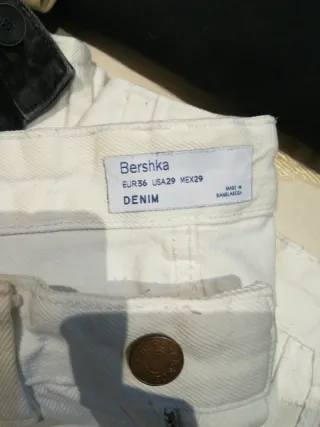 Bershka
EUR36 USA29 MEX29
DENIM
MADE IN
BANGLADESH